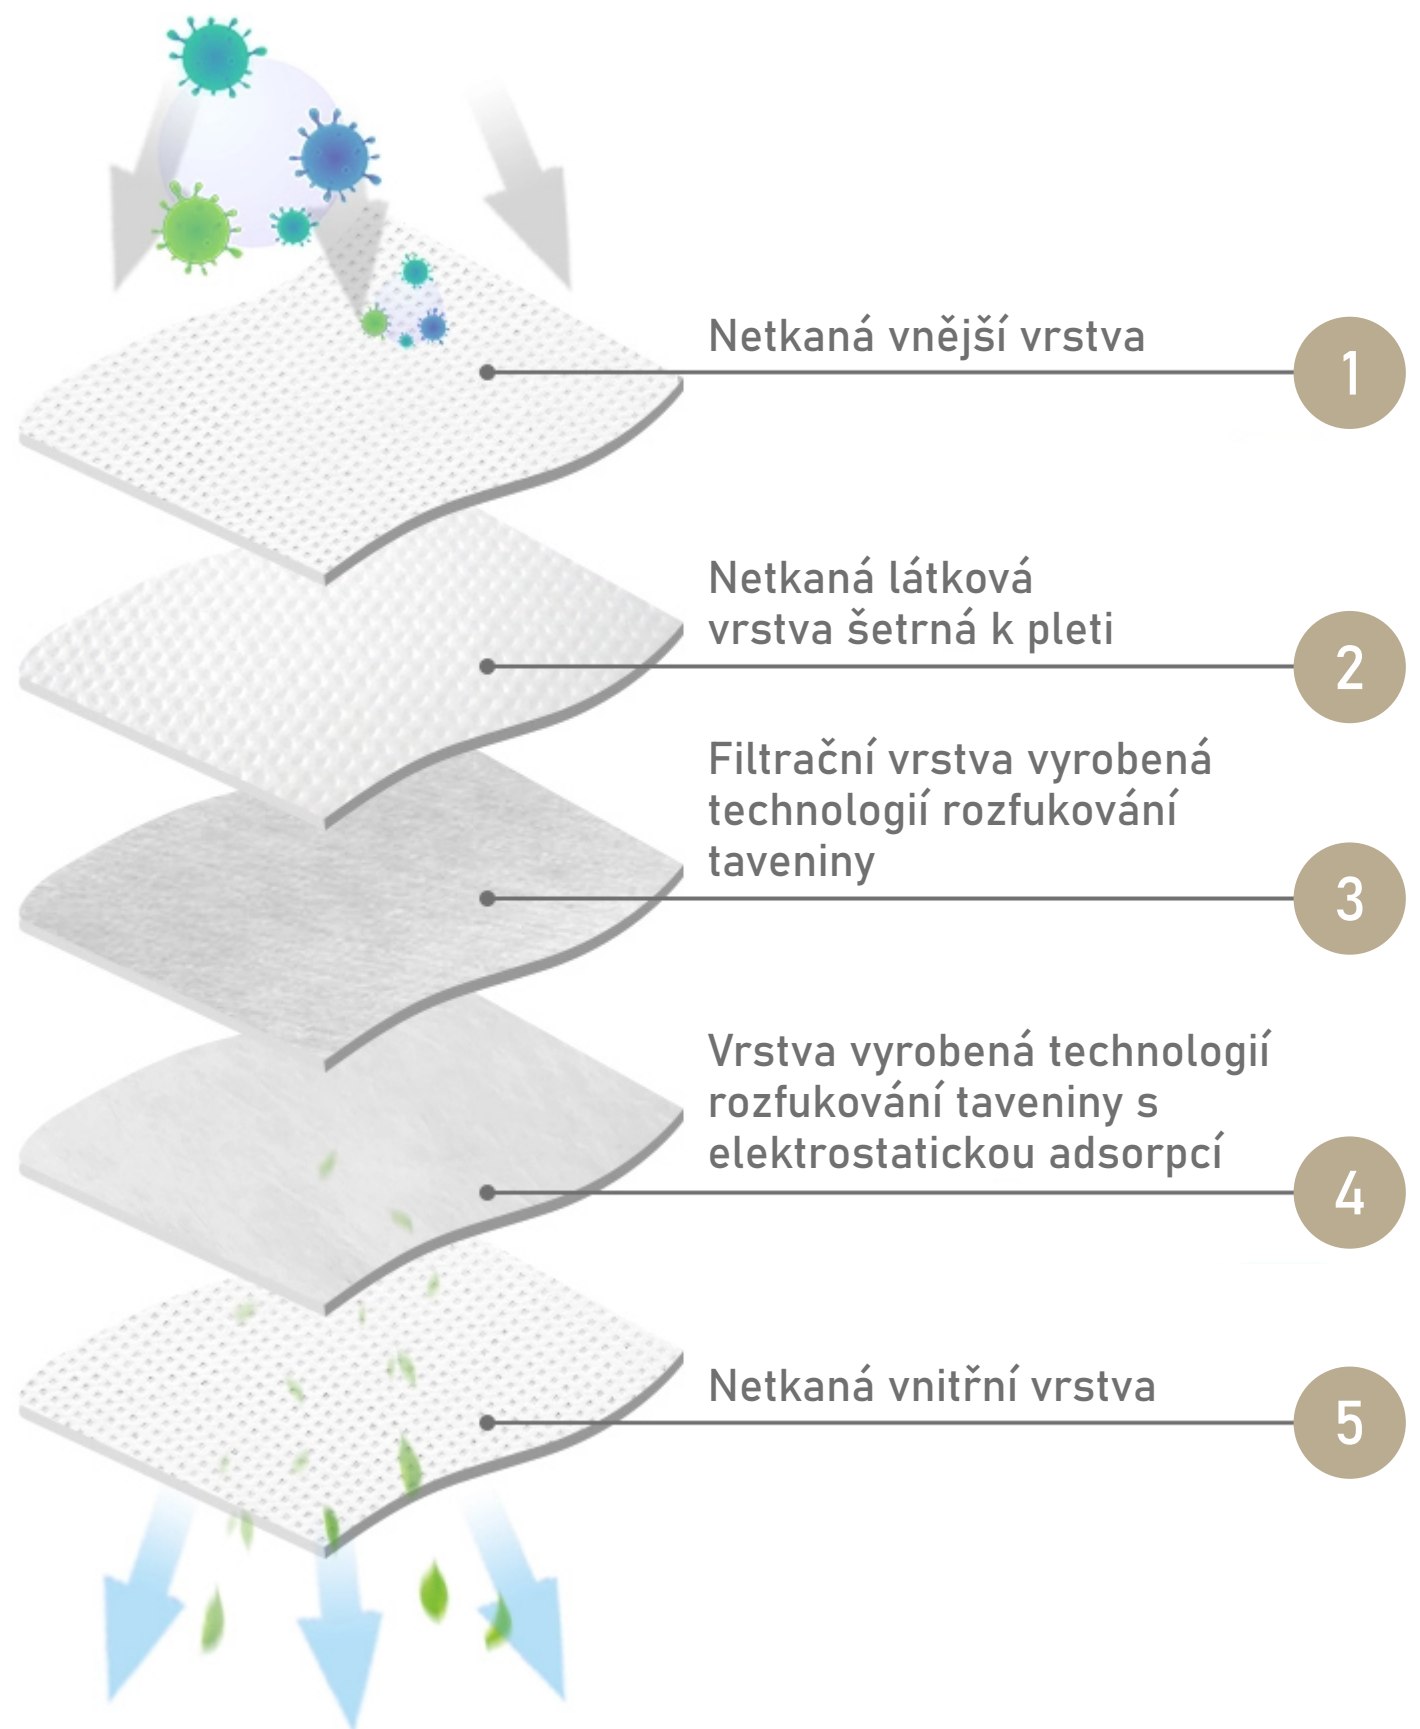 Netkaná vnější vrstva
1
Netkaná látková
vrstva šetrná k pleti
2
Filtrační vrstva vyrobená
technologií rozfukování
taveniny
3
Vrstva vyrobená technologií
rozfukování taveniny s
elektrostatickou adsorpcí
4
Netkaná vnitřní vrstva
5